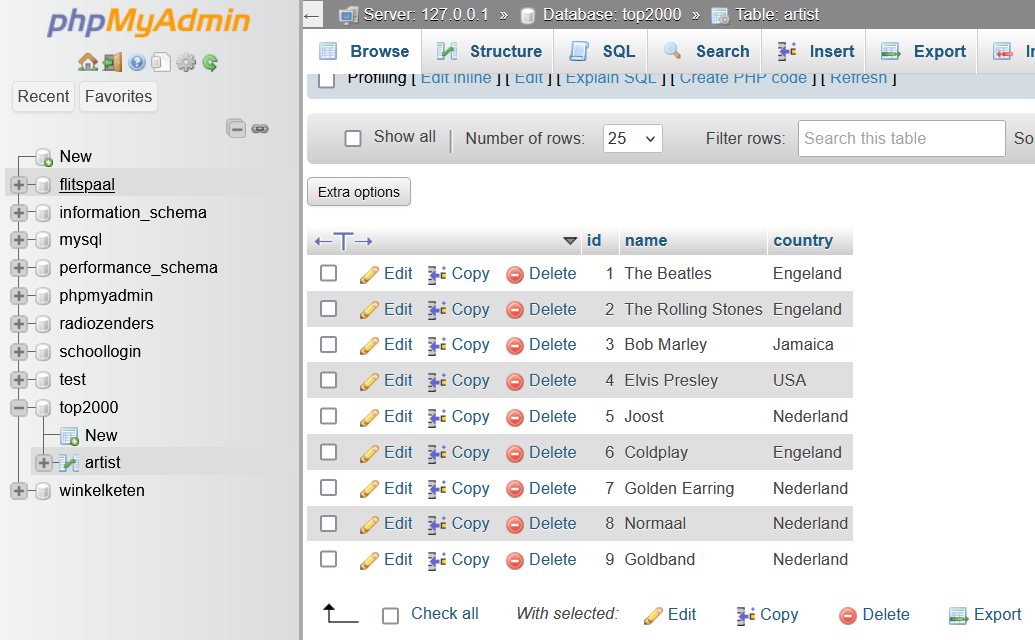 phpMyAdmin
Recent Favorites
New
flitspaal
information_schema
mysql
performance_schema
phpmyadmin
radiozenders
schoollogin
test
top2000
New
artist
winkelketen
Server: 127.0.0.1 » Database: top2000 » Table: artist
Browse Structure SQL Search Insert Export
Profiling [ Edit inline ] [ Edit ] [ Explain SQL ] [ Create PHP code ] [ Refresh ]
Show all | Number of rows: 25 Filter rows: Search this table So
Extra options
id name country
Edit Copy Delete 1 The Beatles Engeland
Edit Copy Delete 2 The Rolling Stones Engeland
Edit Copy Delete 3 Bob Marley Jamaica
Edit Copy Delete 4 Elvis Presley USA
Edit Copy Delete 5 Joost Nederland
Edit Copy Delete 6 Coldplay Engeland
Edit Copy Delete 7 Golden Earring Nederland
Edit Copy Delete 8 Normaal Nederland
Edit Copy Delete 9 Goldband Nederland
Check all With selected: Edit Copy Delete Export